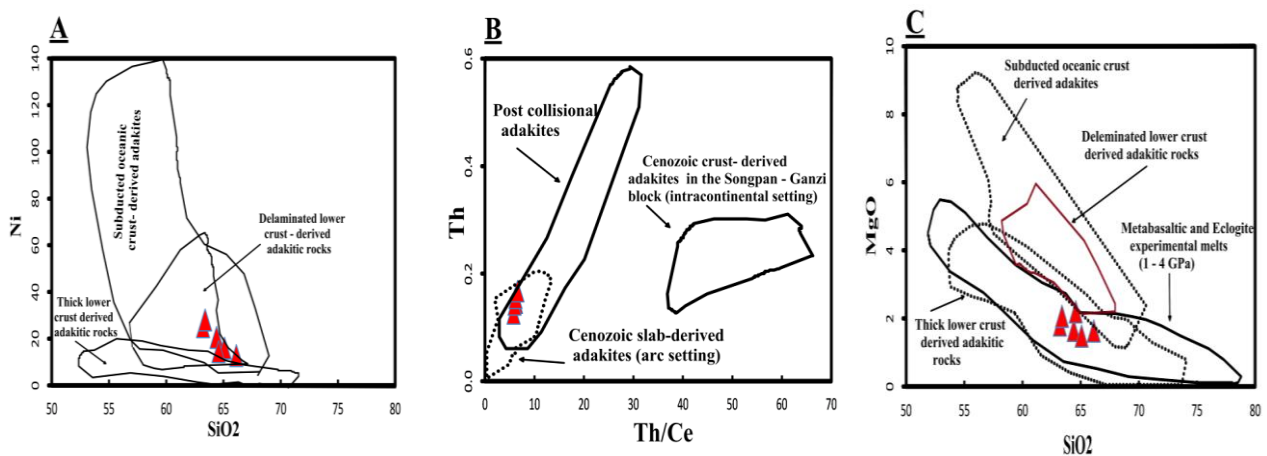 A
Ni
140
120
100
80
60
40
20
0
Subducted oceanic
crust- derived adakites
Delaminated lower
crust - derived
adakitic rocks
Thick lower
crust derived
adakitic rocks
50
60
65
70
75
80
SiO2
B
Th
0.6
0.4
0.2
0.0
Post collisional
adakites
Cenozoic crust- derived
adakites in the Songpan - Ganzi
block (intracontinental setting)
Cenozoic slab-derived
adakites (arc setting)
0
10
20
30
40
50
60
70
Th/Ce
C
MgO
10
8
6
4
2
0
Subducted oceanic crust
derived adakites
Deleminated lower crust
derived adakitic rocks
Metabasaltic and Eclogite
experimental melts
(1 - 4 GPa)
Thick lower crust
derived adakitic
rocks
50
55
60
65
70
75
80
SiO2